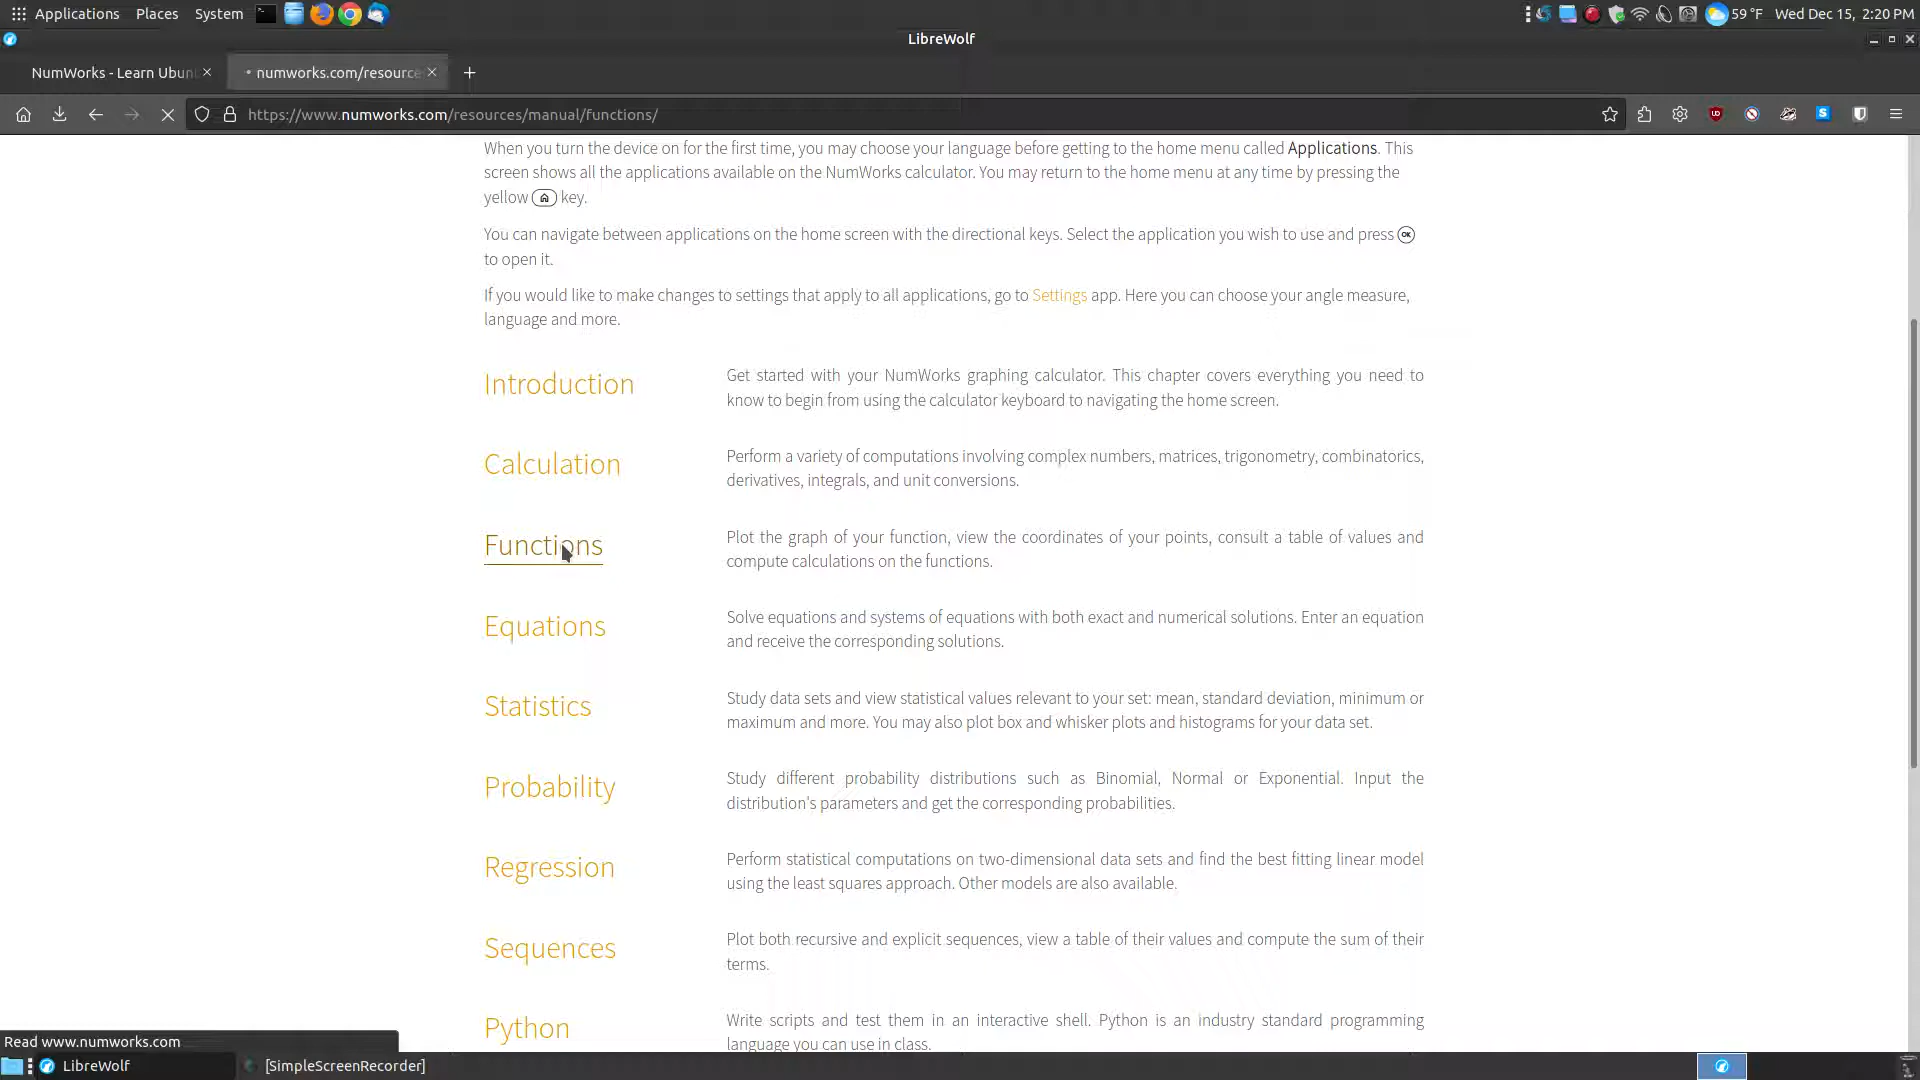 Applications Places System 59 °F Wed Dec 15, 2:20 PM
LibreWolf
NumWorks - Learn Ubun numworks.com/resource
https://www.numworks.com/resources/manual/functions/
When you turn the device on for the first time, you may choose your language before getting to the home menu called Applications. This
screen shows all the applications available on the NumWorks calculator. You may return to the home menu at any time by pressing the
yellow key.
You can navigate between applications on the home screen with the directional keys. Select the application you wish to use and press OK
to open it.
If you would like to make changes to settings that apply to all applications, go to Settings app. Here you can choose your angle measure,
language and more.
Introduction
Get started with your NumWorks graphing calculator. This chapter covers everything you need to
know to begin from using the calculator keyboard to navigating the home screen.
Calculation
Perform a variety of computations involving complex numbers, matrices, trigonometry, combinatorics,
derivatives, integrals, and unit conversions.
Functions
Plot the graph of your function, view the coordinates of your points, consult a table of values and
compute calculations on the functions.
Equations
Solve equations and systems of equations with both exact and numerical solutions. Enter an equation
and receive the corresponding solutions.
Statistics
Study data sets and view statistical values relevant to your set: mean, standard deviation, minimum or
maximum and more. You may also plot box and whisker plots and histograms for your data set.
Probability
Study different probability distributions such as Binomial, Normal or Exponential. Input the
distribution's parameters and get the corresponding probabilities.
Regression
Perform statistical computations on two-dimensional data sets and find the best fitting linear model
using the least squares approach. Other models are also available.
Sequences
Plot both recursive and explicit sequences, view a table of their values and compute the sum of their
terms.
Python
Write scripts and test them in an interactive shell. Python is an industry standard programming
language you can use in class.
Read www.numworks.com
LibreWolf [SimpleScreenRecorder]